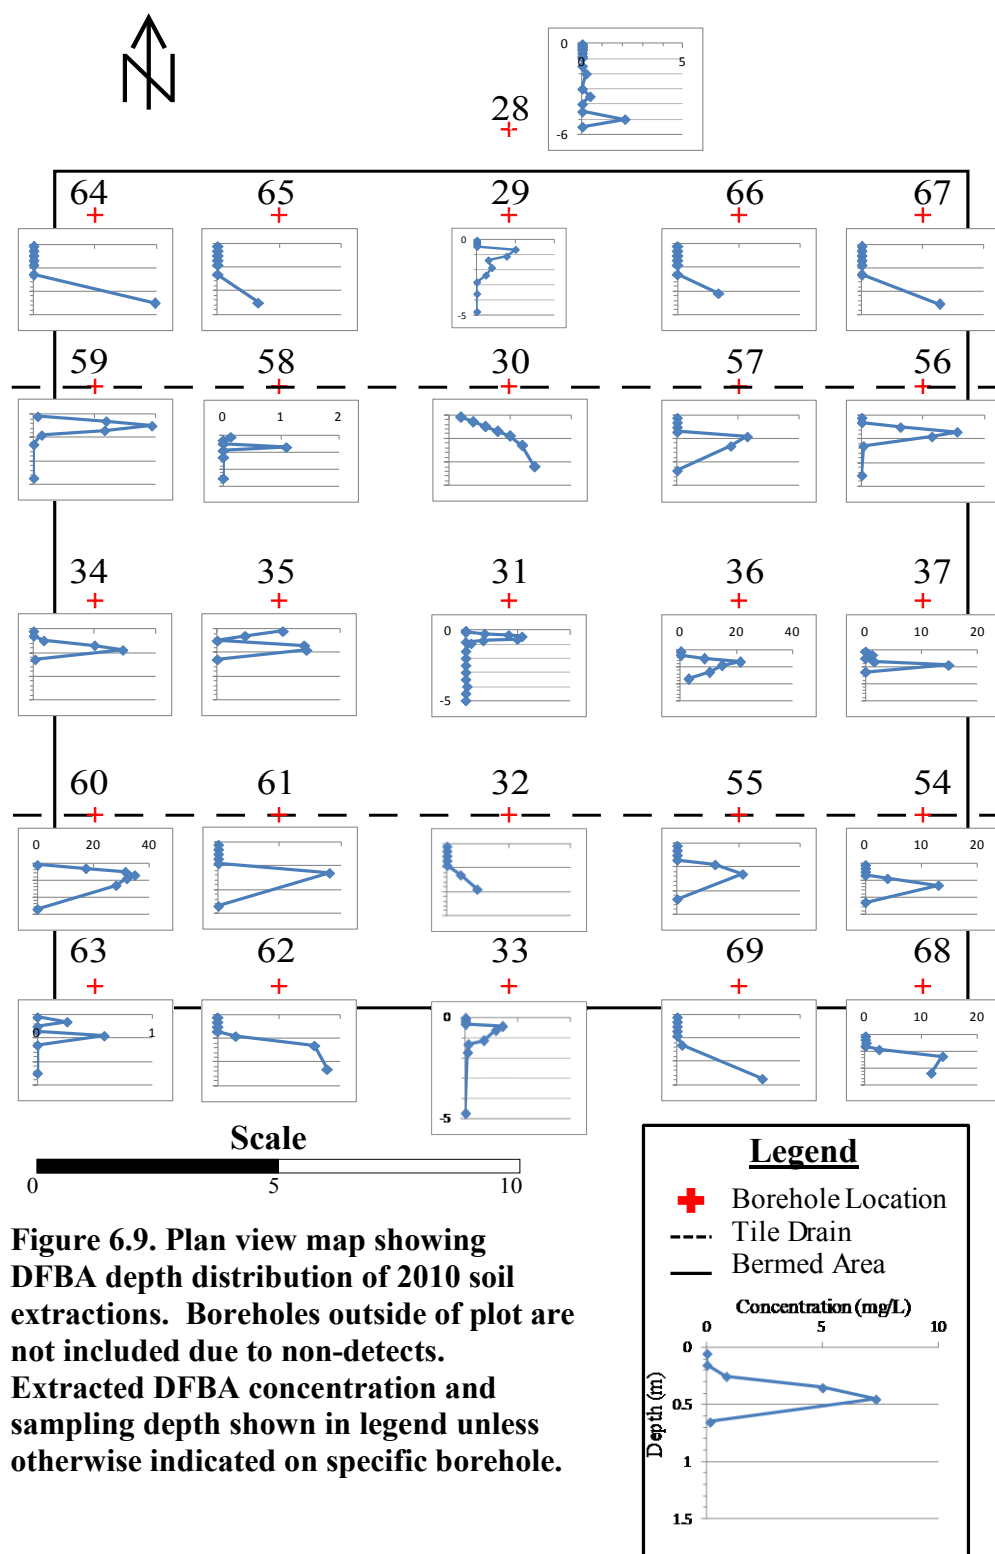 N
28
0
0 5
-6
64 65 29 66 67
0
-5
59 58 30 57 56
0 1 2
34 35 31 36 37
0
-5
0 20 40
0 10 20
60 61 32 55 54
0 20 40
0 10 20
63 62 33 69 68
0 1
0
-5
0 10 20
Scale
0 5 10
Legend
Borehole Location
Tile Drain
Bermed Area
Concentration (mg/L)
0 5 10
Depth (m)
0
0.5
1
1.5
Figure 6.9. Plan view map showing
DFBA depth distribution of 2010 soil
extractions. Boreholes outside of plot are
not included due to non-detects.
Extracted DFBA concentration and
sampling depth shown in legend unless
otherwise indicated on specific borehole.